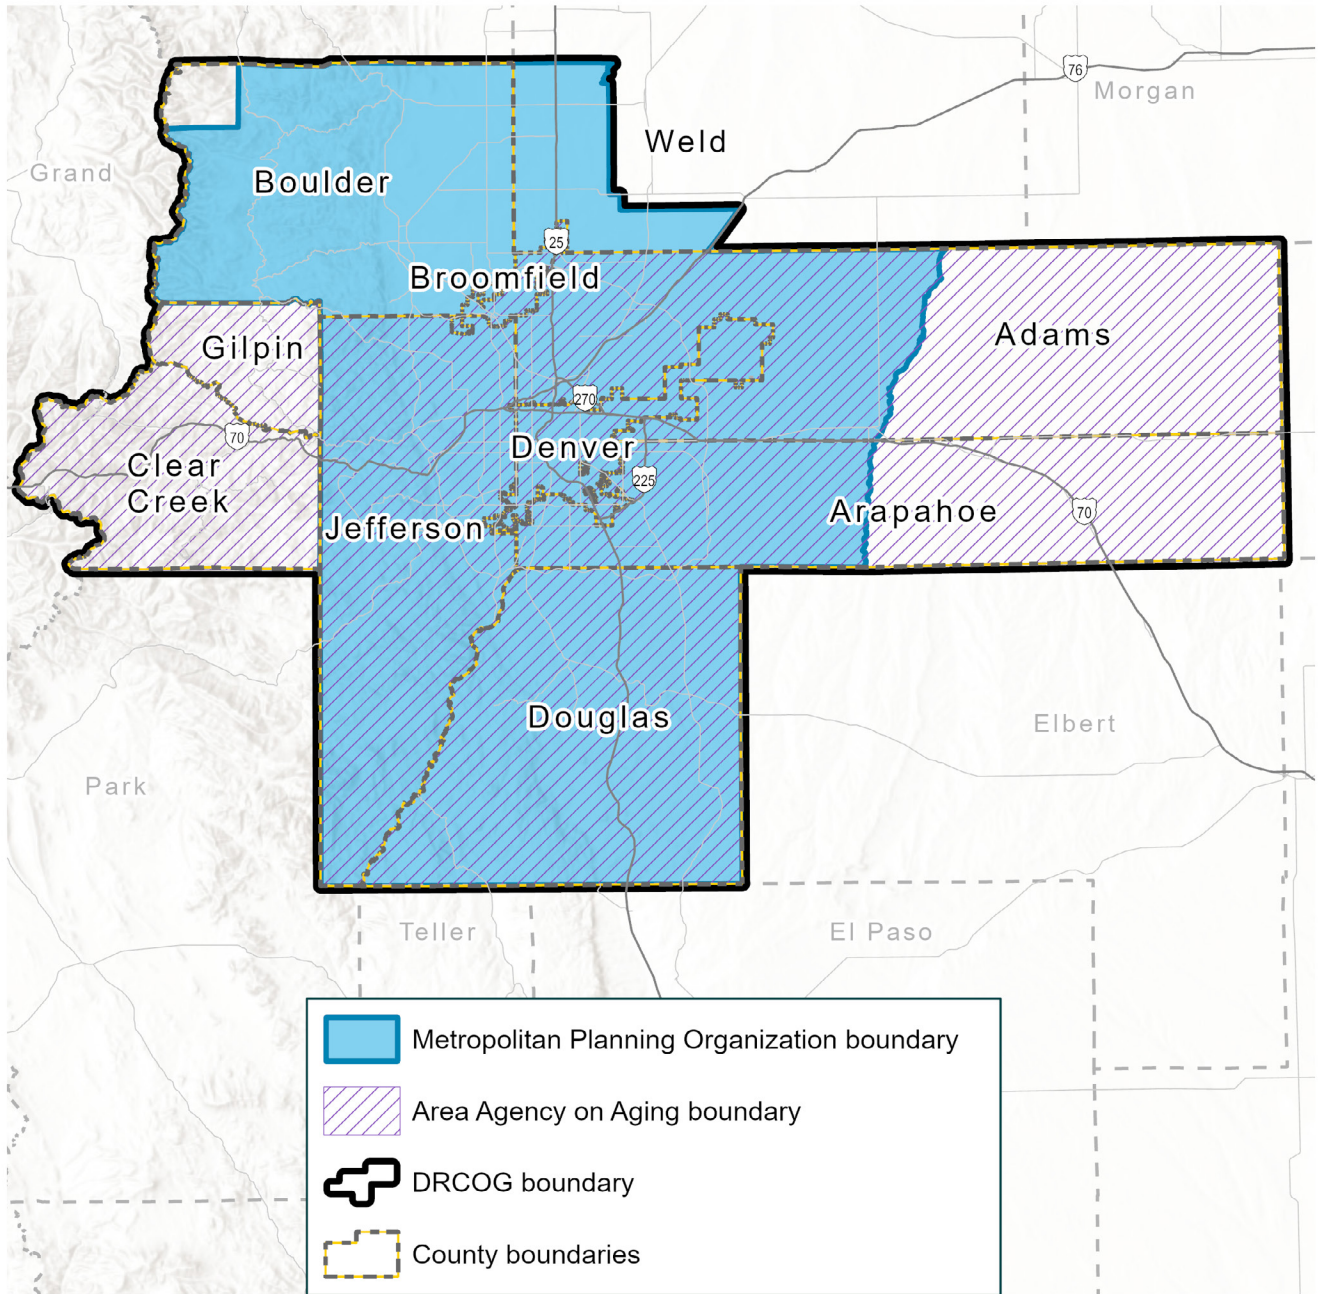 76
Morgan
Weld
Grand
Boulder
25
Broomfield
Adams
Gilpin
270
70
Denver
Clear
Creek
225
Arapahoe
70
Jefferson
Douglas
Elbert
Park
Teller
El Paso
Metropolitan Planning Organization boundary
Area Agency on Aging boundary
DRCOG boundary
County boundaries